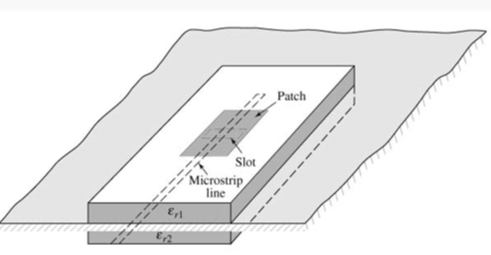 Patch
Slot
Microstrip
line
εr1
εr2